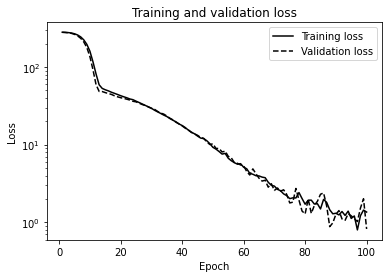 Training and validation loss
Training loss
Validation loss
10²
10¹
10⁰
Loss
0
20
40
60
80
100
Epoch